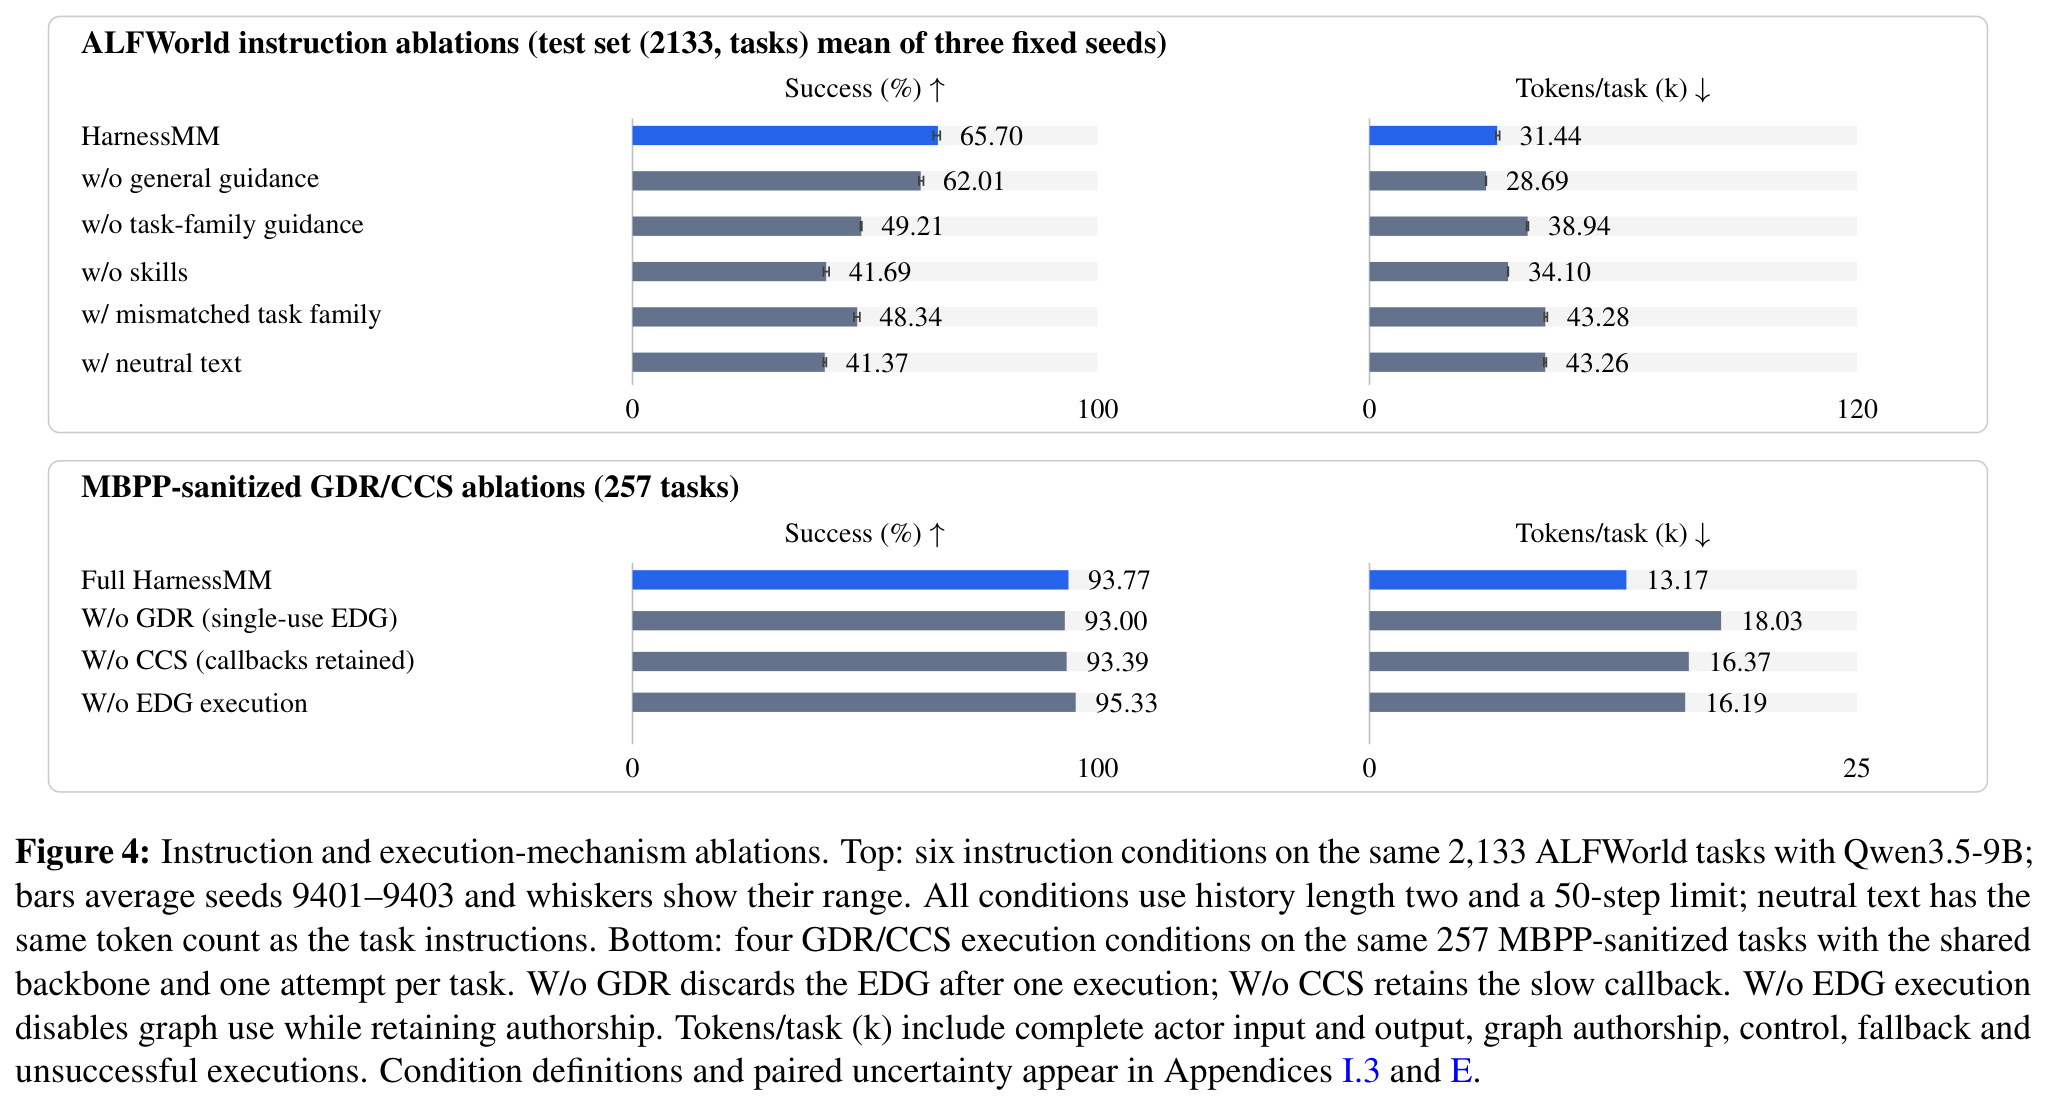 ALFWorld instruction ablations (test set (2133, tasks) mean of three fixed seeds)
Success (%) ↑ Tokens/task (k) ↓
HarnessMM 65.70 31.44
w/o general guidance 62.01 28.69
w/o task-family guidance 49.21 38.94
w/o skills 41.69 34.10
w/ mismatched task family 48.34 43.28
w/ neutral text 41.37 43.26
0 100 0 120
MBPP-sanitized GDR/CCS ablations (257 tasks)
Success (%) ↑ Tokens/task (k) ↓
Full HarnessMM 93.77 13.17
W/o GDR (single-use EDG) 93.00 18.03
W/o CCS (callbacks retained) 93.39 16.37
W/o EDG execution 95.33 16.19
0 100 0 25
Figure 4: Instruction and execution-mechanism ablations. Top: six instruction conditions on the same 2,133 ALFWorld tasks with Qwen3.5-9B;
bars average seeds 9401–9403 and whiskers show their range. All conditions use history length two and a 50-step limit; neutral text has the
same token count as the task instructions. Bottom: four GDR/CCS execution conditions on the same 257 MBPP-sanitized tasks with the shared
backbone and one attempt per task. W/o GDR discards the EDG after one execution; W/o CCS retains the slow callback. W/o EDG execution
disables graph use while retaining authorship. Tokens/task (k) include complete actor input and output, graph authorship, control, fallback and
unsuccessful executions. Condition definitions and paired uncertainty appear in Appendices I.3 and E.